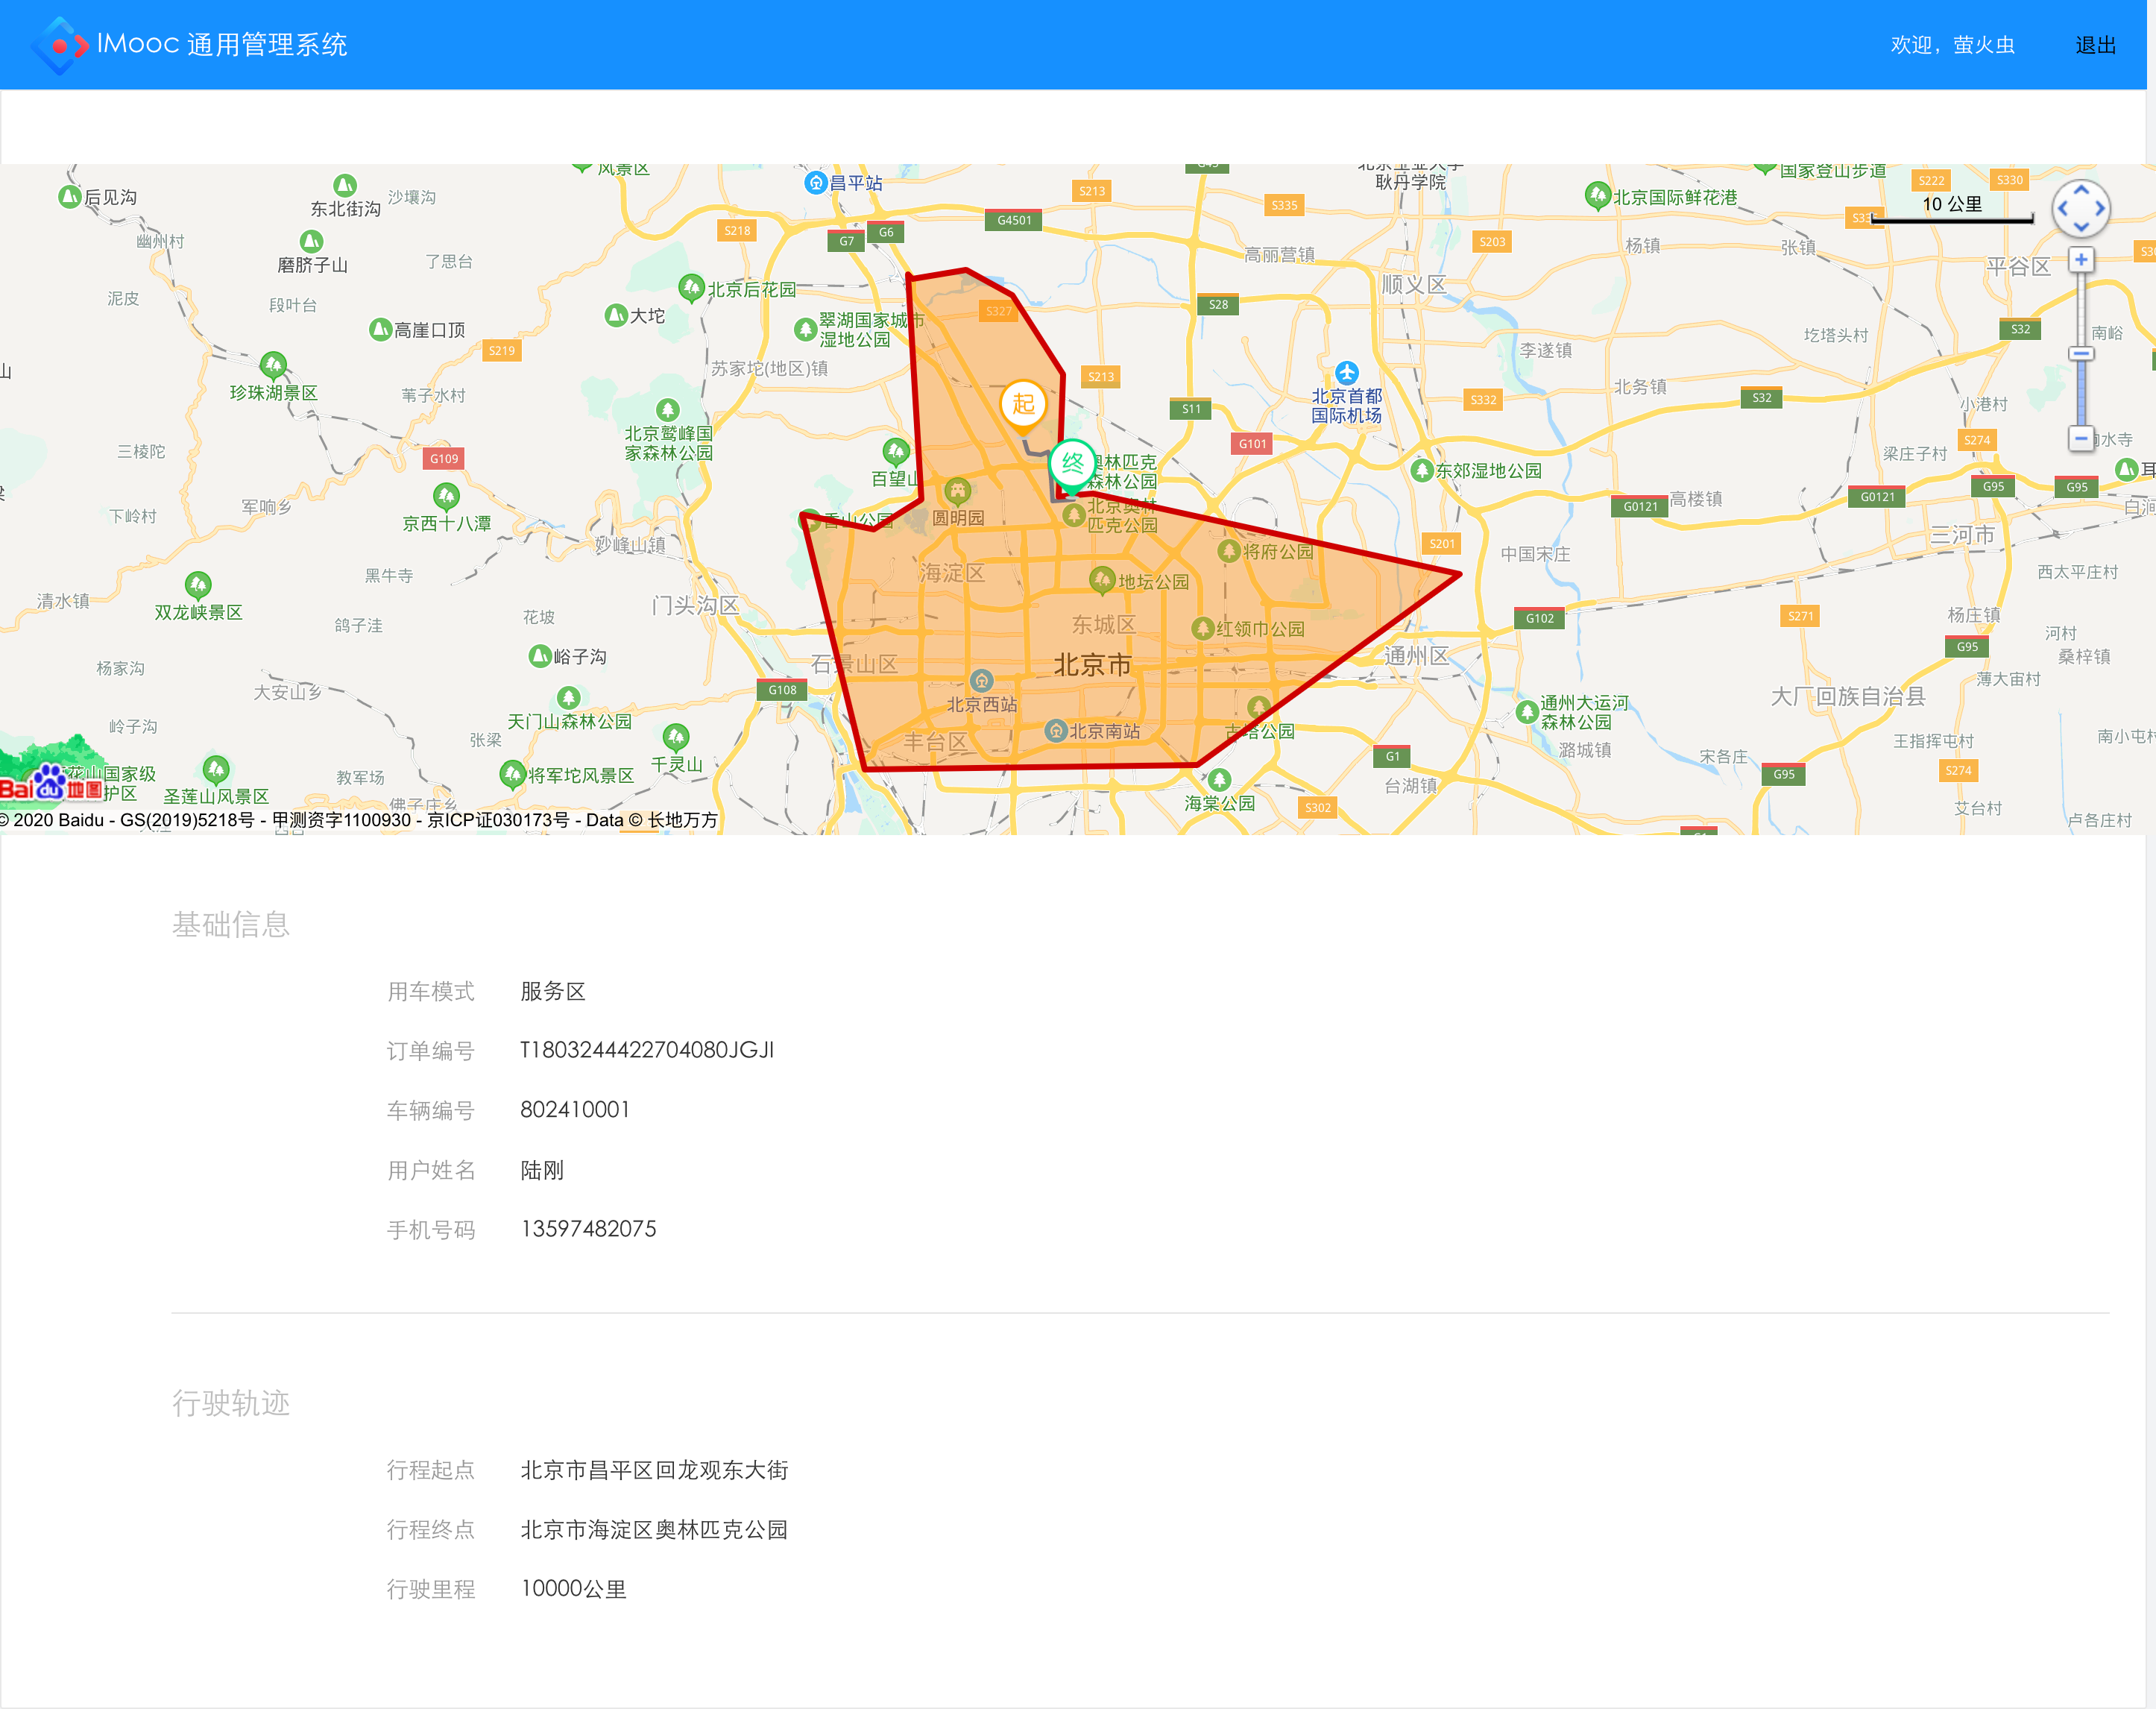 IMooc 通用管理系统
欢迎，萤火虫
退出
风景区
昌平站
耿丹学院
国家登山步道
后见沟
东北街沟
沙壤沟
S213
S335
北京国际鲜花港
S222
S330
10 公里
幽州村
磨脐子山
了思台
S218
G7
G6
G4501
高丽营镇
S203
杨镇
张镇
平谷区
泥皮
段叶台
北京后花园
顺义区
大坨
S327
S28
高崖口顶
翠湖国家城市
湿地公园
S32
南峪
圪塔头村
S219
苏家坨(地区)镇
李遂镇
珍珠湖景区
苇子水村
S213
北京首都
国际机场
北务镇
S332
S32
小港村
起
S11
北京鹫峰国
家森林公园
G101
三棱陀
G109
百望山
终
奥林匹克
森林公园
东郊湿地公园
梁庄子村
S274
下岭村
军响乡
京西十八潭
圆明园
香山公园
北京奥林
匹克公园
G0121
高楼镇
G0121
G95
G95
妙峰山镇
将府公园
S201
中国宋庄
三河市
黑牛寺
海淀区
地坛公园
西太平庄村
清水镇
双龙峡景区
门头沟区
花坡
鸽子洼
东城区
红领巾公园
G102
S271
杨庄镇
河村
杨家沟
峪子沟
石景山区
北京市
通州区
G95
桑梓镇
大安山乡
G108
北京西站
薄大宙村
大厂回族自治县
岭子沟
天门山森林公园
张梁
千灵山
丰台区
北京南站
古塔公园
通州大运河
森林公园
潞城镇
G1
宋各庄
王指挥屯村
圣莲山风景区
教军场
将军坨风景区
海棠公园
台湖镇
G95
S274
佛子庄乡
S302
艾台村
卢各庄村
Bai du 地图
© 2020 Baidu - GS(2019)5218号 - 甲测资字1100930 - 京ICP证030173号 - Data © 长地万方
基础信息
用车模式 服务区
订单编号 T1803244422704080JGJI
车辆编号 802410001
用户姓名 陆刚
手机号码 13597482075
行驶轨迹
行程起点 北京市昌平区回龙观东大街
行程终点 北京市海淀区奥林匹克公园
行驶里程 10000公里